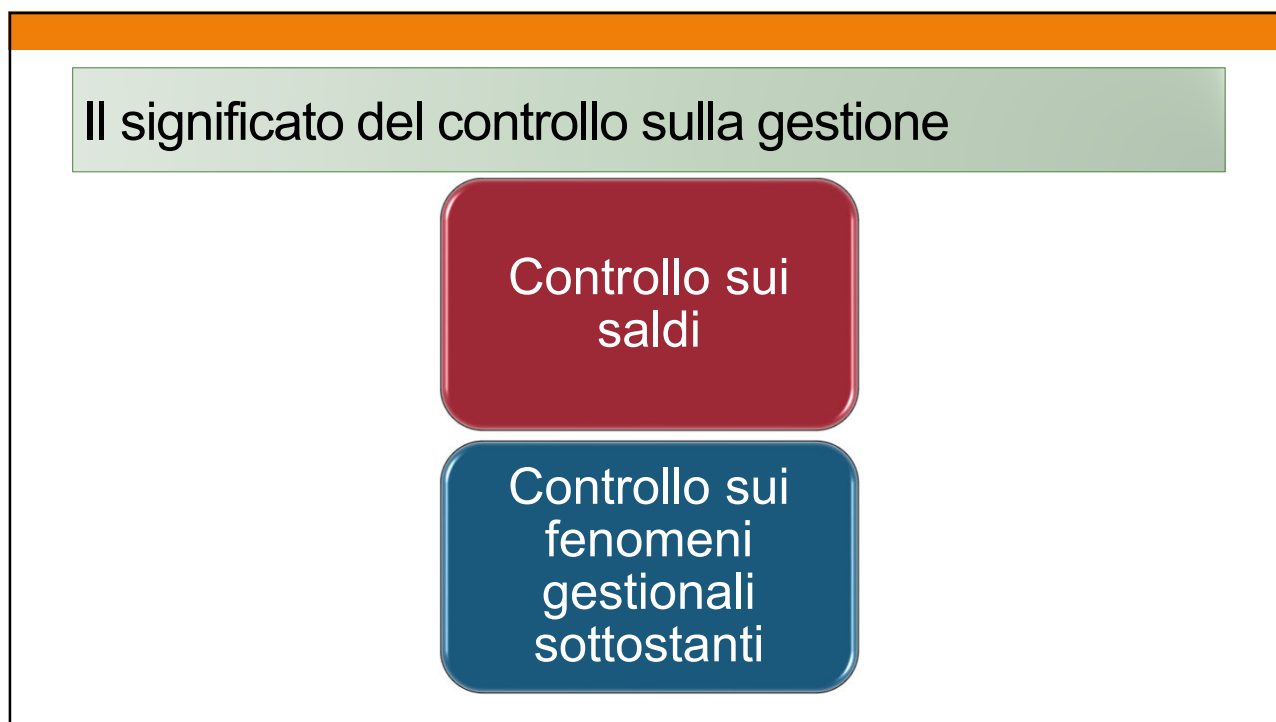 Il significato del controllo sulla gestione
Controllo sui
saldi
Controllo sui
fenomeni
gestionali
sottostanti